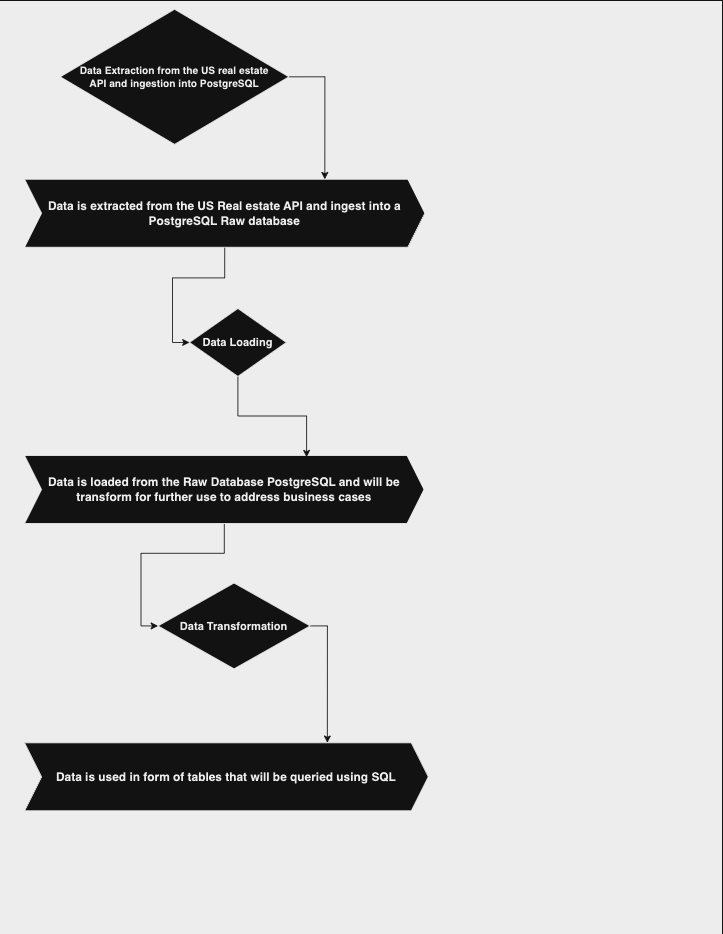 Data Extraction from the US real estate
API and ingestion into PostgreSQL
Data is extracted from the US Real estate API and ingest into a
PostgreSQL Raw database
Data Loading
Data is loaded from the Raw Database PostgreSQL and will be
transform for further use to address business cases
Data Transformation
Data is used in form of tables that will be queried using SQL